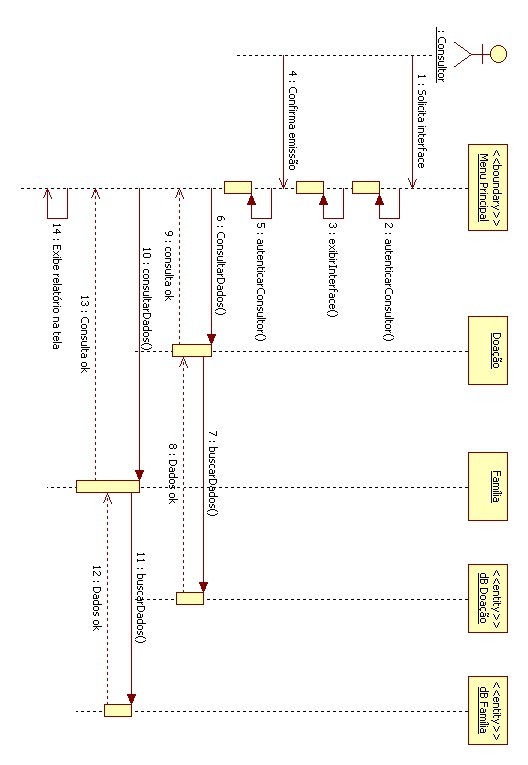 : Consultor
<<boundary>>
Menu Principal
Doação
Familia
<<entity>>
dB Doação
<<entity>>
dB Familia
1 : Solicita interface
2 : autenticarConsultor()
3 : exibirInterface()
4 : Confirma emissão
5 : autenticarConsultor()
6 : ConsultarDados()
7 : buscarDados()
8 : Dados ok
9 : consulta ok
10 : consultarDados()
11 : buscarDados()
12 : Dados ok
13 : Consulta ok
14 : Exibe relatório na tela